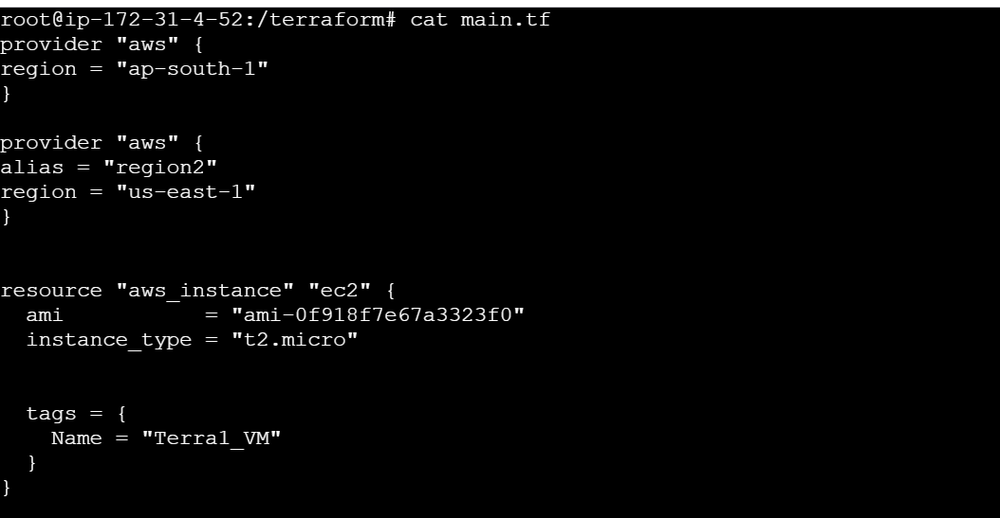 root@ip-172-31-4-52:/terraform# cat main.tf
provider "aws" {
region = "ap-south-1"
}
provider "aws" {
alias = "region2"
region = "us-east-1"
}
resource "aws_instance" "ec2" {
  ami           = "ami-0f918f7e67a3323f0"
  instance_type = "t2.micro"
  tags = {
    Name = "Terra1_VM"
  }
}